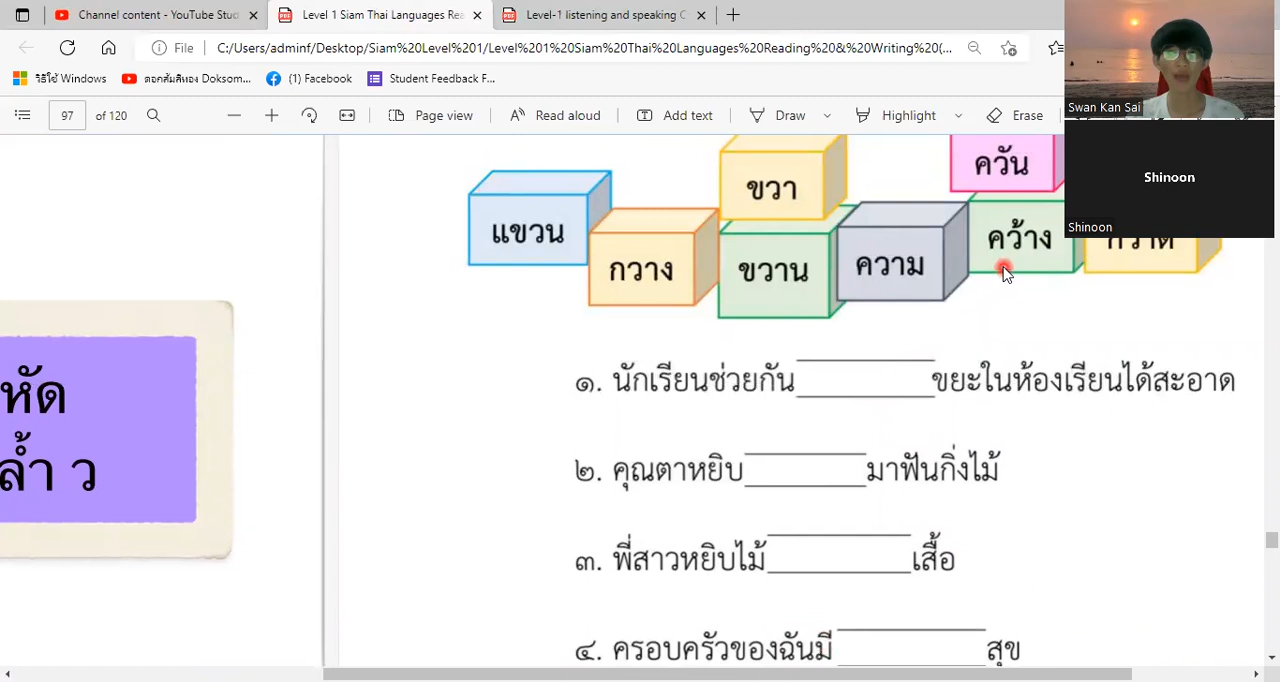 Channel content - YouTube Stud
Level 1 Siam Thai Languages Rea
Level-1 listening and speaking C
File
C:/Users/adminf/Desktop/Siam%20Level%201/Level%201%20Siam%20Thai%20Languages%20Reading%20&%20Writing%20(...
วิธีใช้ Windows
ดอกส้มสีทอง Doksom...
(1) Facebook
Student Feedback F...
97 of 120
Page view
Read aloud
Add text
Draw
Highlight
Erase
Swan Kan Sai
Shinoon
Shinoon
ขวา
ควัน
แขวน
กวาง
ขวาน
ความ
คว้าง
กวาด
หัด
ล้ำ ว
๑. นักเรียนช่วยกัน ขยะในห้องเรียนได้สะอาด
๒. คุณตาหยิบ มาฟันกิ่งไม้
๓. พี่สาวหยิบไม้ เสื้อ
๔. ครอบครัวของฉันมี สุข